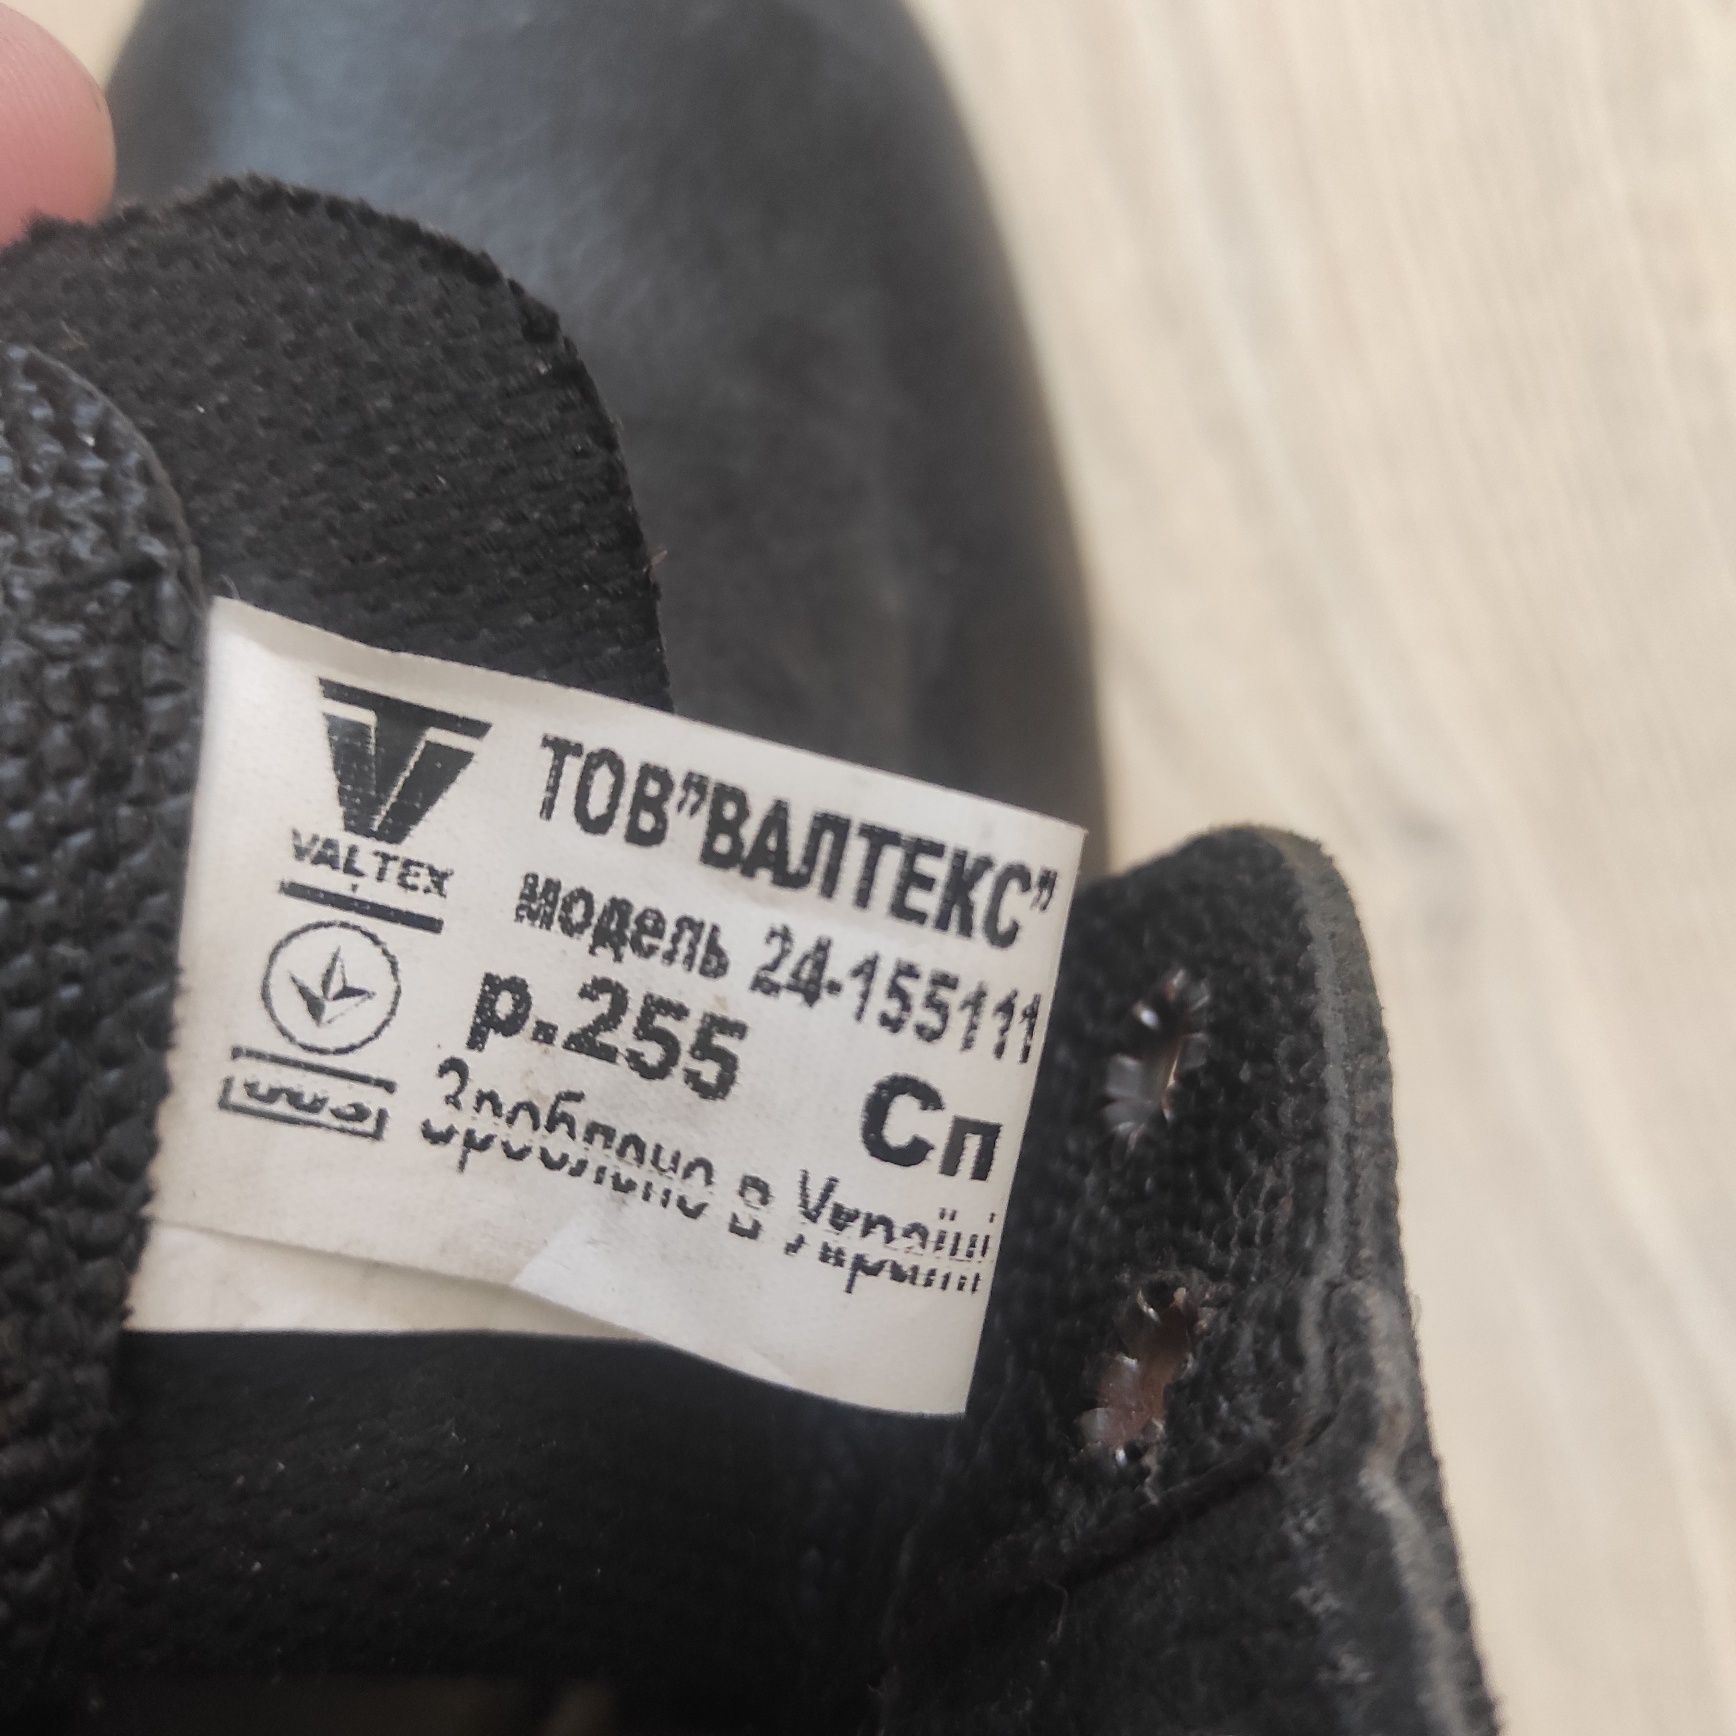 VALTEX
ТОВ"ВАЛТЕКС"
модель 24-155111
р.255 Сп
Зроблено в Україні